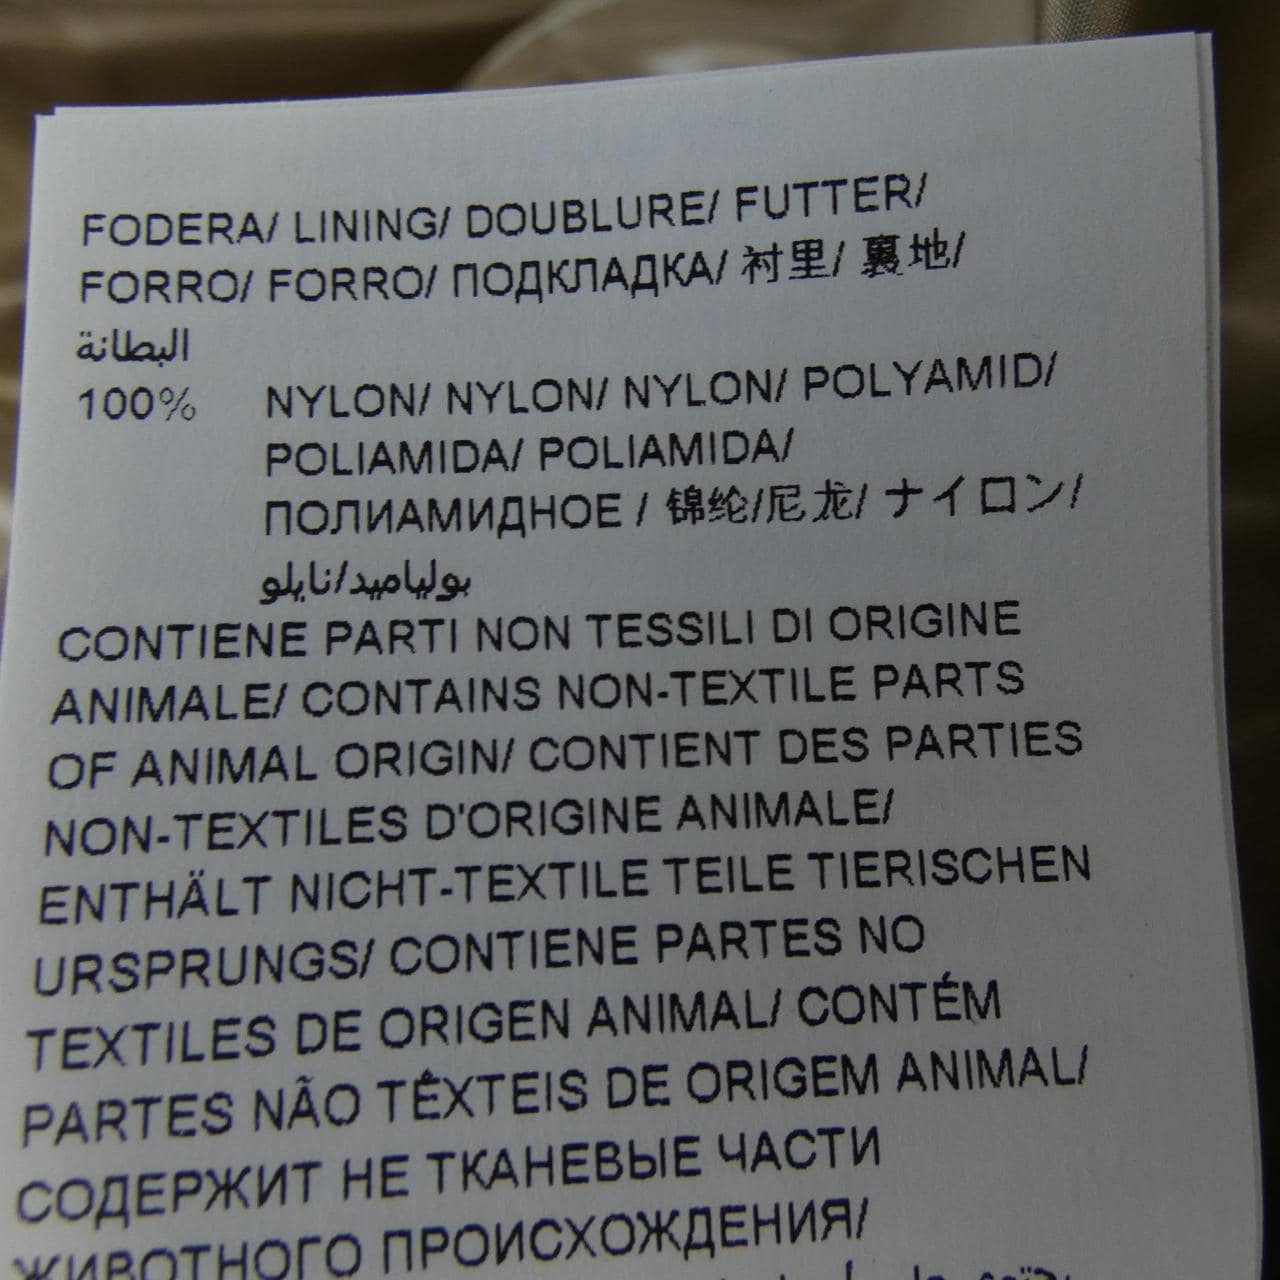 FODERA/ LINING/ DOUBLURE/ FUTTER/
FORRO/ FORRO/ ПОДКЛАДКА/ 衬里/ 裏地/
البطانة
100% NYLON/ NYLON/ NYLON/ POLYAMID/
POLIAMIDA/ POLIAMIDA/
ПОЛИАМИДНОЕ / 锦纶/尼龙/ ナイロン/
بولياميد/نايلو
CONTIENE PARTI NON TESSILI DI ORIGINE
ANIMALE/ CONTAINS NON-TEXTILE PARTS
OF ANIMAL ORIGIN/ CONTIENT DES PARTIES
NON-TEXTILES D'ORIGINE ANIMALE/
ENTHÄLT NICHT-TEXTILE TEILE TIERISCHEN
URSPRUNGS/ CONTIENE PARTES NO
TEXTILES DE ORIGEN ANIMAL/ CONTÉM
PARTES NÃO TÊXTEIS DE ORIGEM ANIMAL/
СОДЕРЖИТ НЕ ТКАНЕВЫЕ ЧАСТИ
ЖИВОТНОГО ПРОИСХОЖДЕНИЯ/